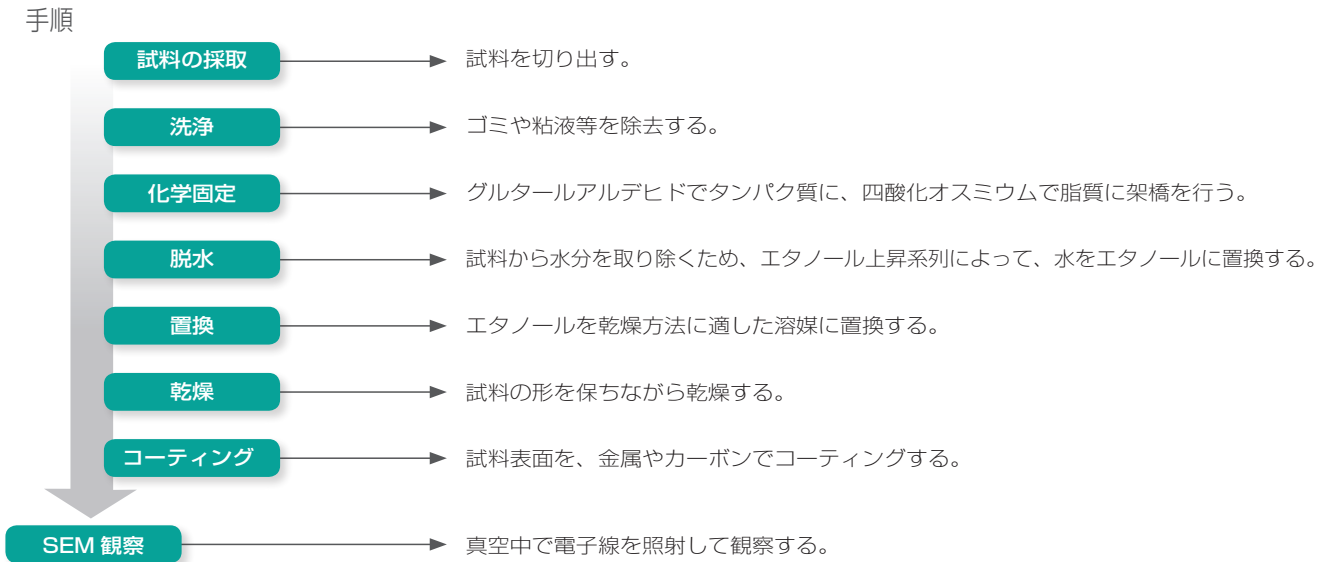 手順
試料の採取
試料を切り出す。
洗浄
ゴミや粘液等を除去する。
化学固定
グルタールアルデヒドでタンパク質に、四酸化オスミウムで脂質に架橋を行う。
脱水
試料から水分を取り除くため、エタノール上昇系列によって、水をエタノールに置換する。
置換
エタノールを乾燥方法に適した溶媒に置換する。
乾燥
試料の形を保ちながら乾燥する。
コーティング
試料表面を、金属やカーボンでコーティングする。
SEM 観察
真空中で電子線を照射して観察する。